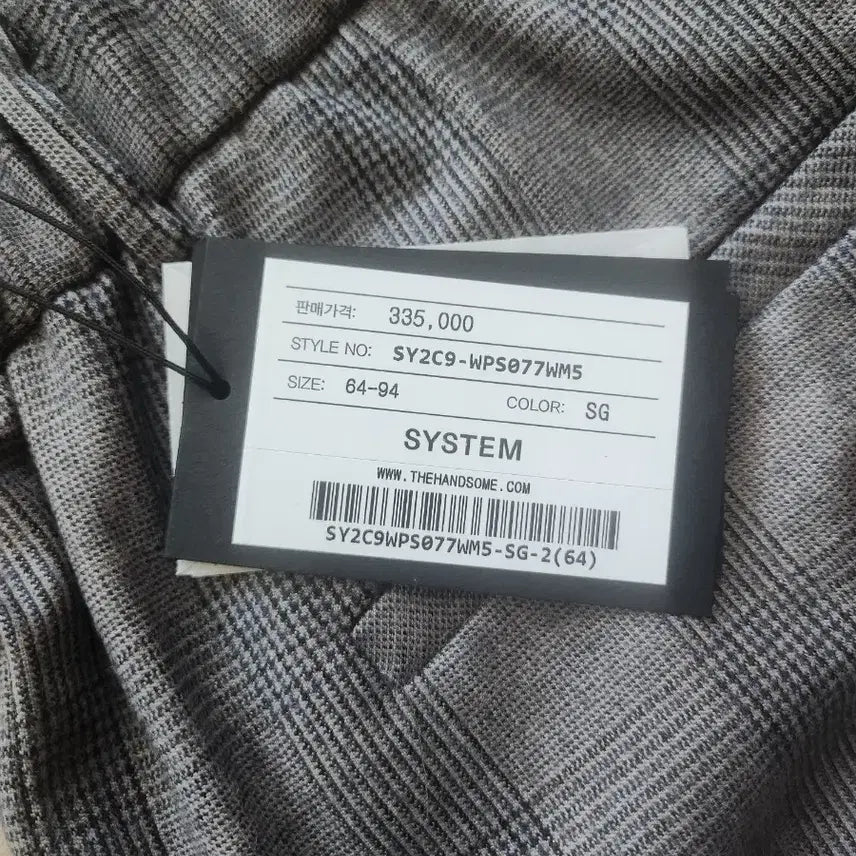 판매가격: 335,000
STYLE NO: SY2C9-WPS077WM5
SIZE: 64-94 COLOR: SG
SYSTEM
WWW.THEHANDSOME.COM
SY2C9WPS077WM5-SG-2(64)